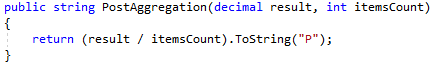 public string PostAggregation(decimal result, int itemsCount)
{
    return (result / itemsCount).ToString("P");
}